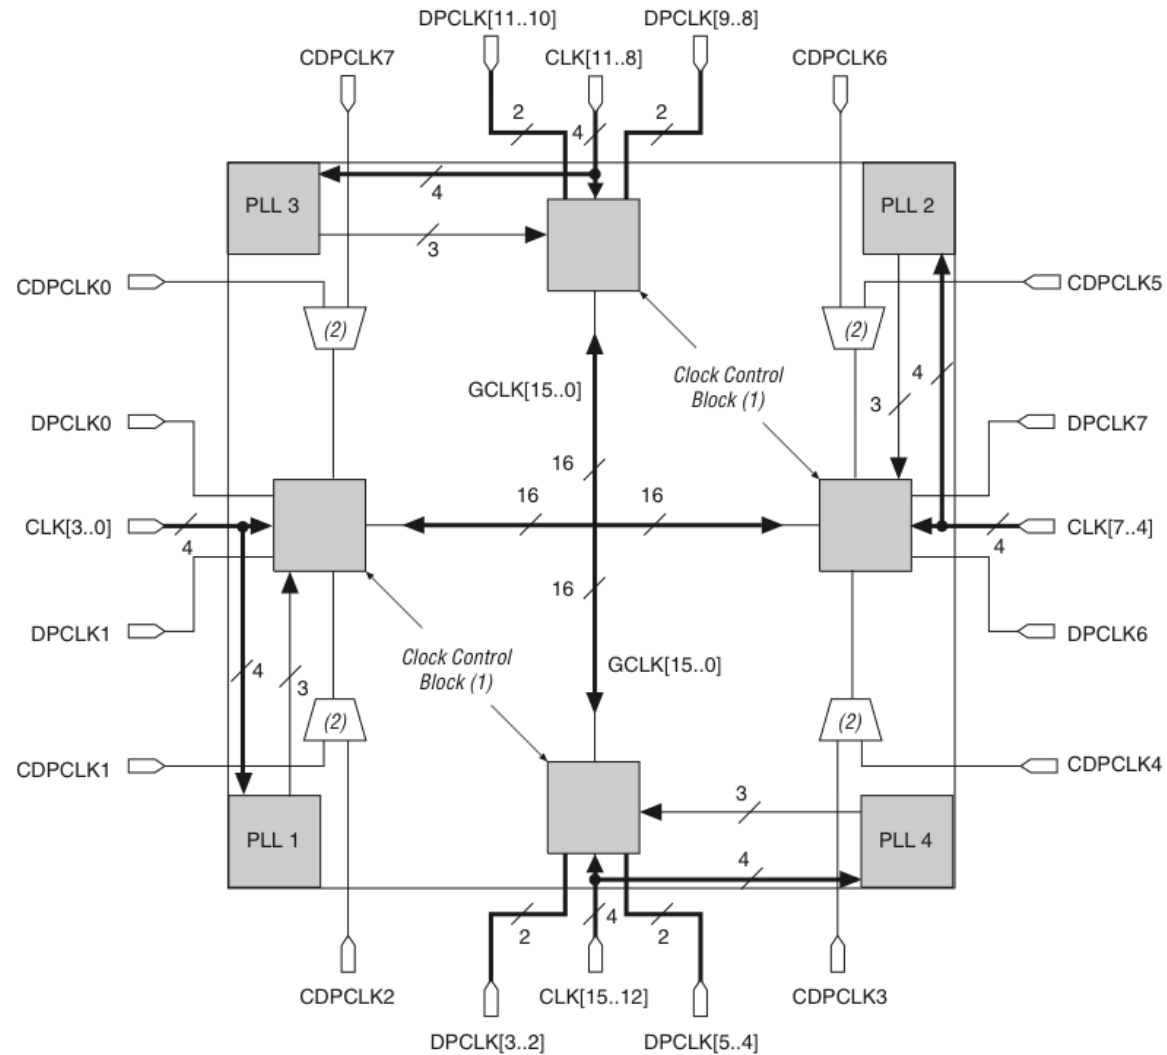 DPCLK[11..10]
DPCLK[9..8]
CDPCLK7
CLK[11..8]
CDPCLK6
2
4
2
PLL 3
4
PLL 2
3
CDPCLK0
CDPCLK5
(2)
(2)
Clock Control
Block (1)
GCLK[15..0]
4
3
DPCLK0
DPCLK7
16
16
16
CLK[3..0]
4
4
CLK[7..4]
16
DPCLK1
DPCLK6
Clock Control
Block (1)
GCLK[15..0]
4
3
(2)
(2)
CDPCLK1
CDPCLK4
3
PLL 1
PLL 4
4
2
4
2
CDPCLK2
CLK[15..12]
CDPCLK3
DPCLK[3..2]
DPCLK[5..4]